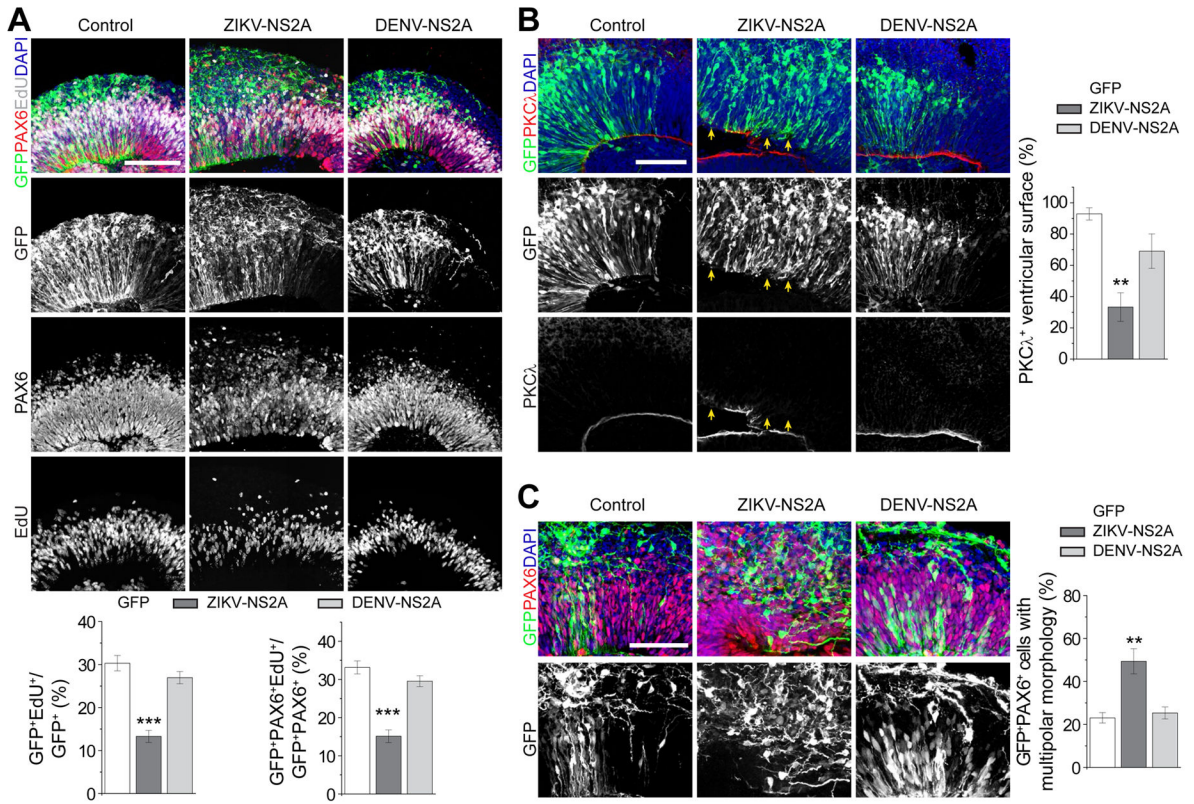 A
Control
ZIKV-NS2A
DENV-NS2A
GFPPAX6EdUDAPI
GFP
PAX6
EdU
GFP
ZIKV-NS2A
DENV-NS2A
GFP⁺EdU⁺/
GFP⁺ (%)
40
30
20
10
0
***
GFP⁺PAX6⁺EdU⁺/
GFP⁺PAX6⁺ (%)
40
30
20
10
0
***
B
Control
ZIKV-NS2A
DENV-NS2A
GFPPKCλDAPI
GFP
PKCλ
GFP
ZIKV-NS2A
DENV-NS2A
PKCλ⁺ ventricular surface (%)
100
80
60
40
20
0
**
C
Control
ZIKV-NS2A
DENV-NS2A
GFPPAX6DAPI
GFP
GFP
ZIKV-NS2A
DENV-NS2A
GFP⁺PAX6⁺ cells with
multipolar morphology (%)
80
60
40
20
0
**